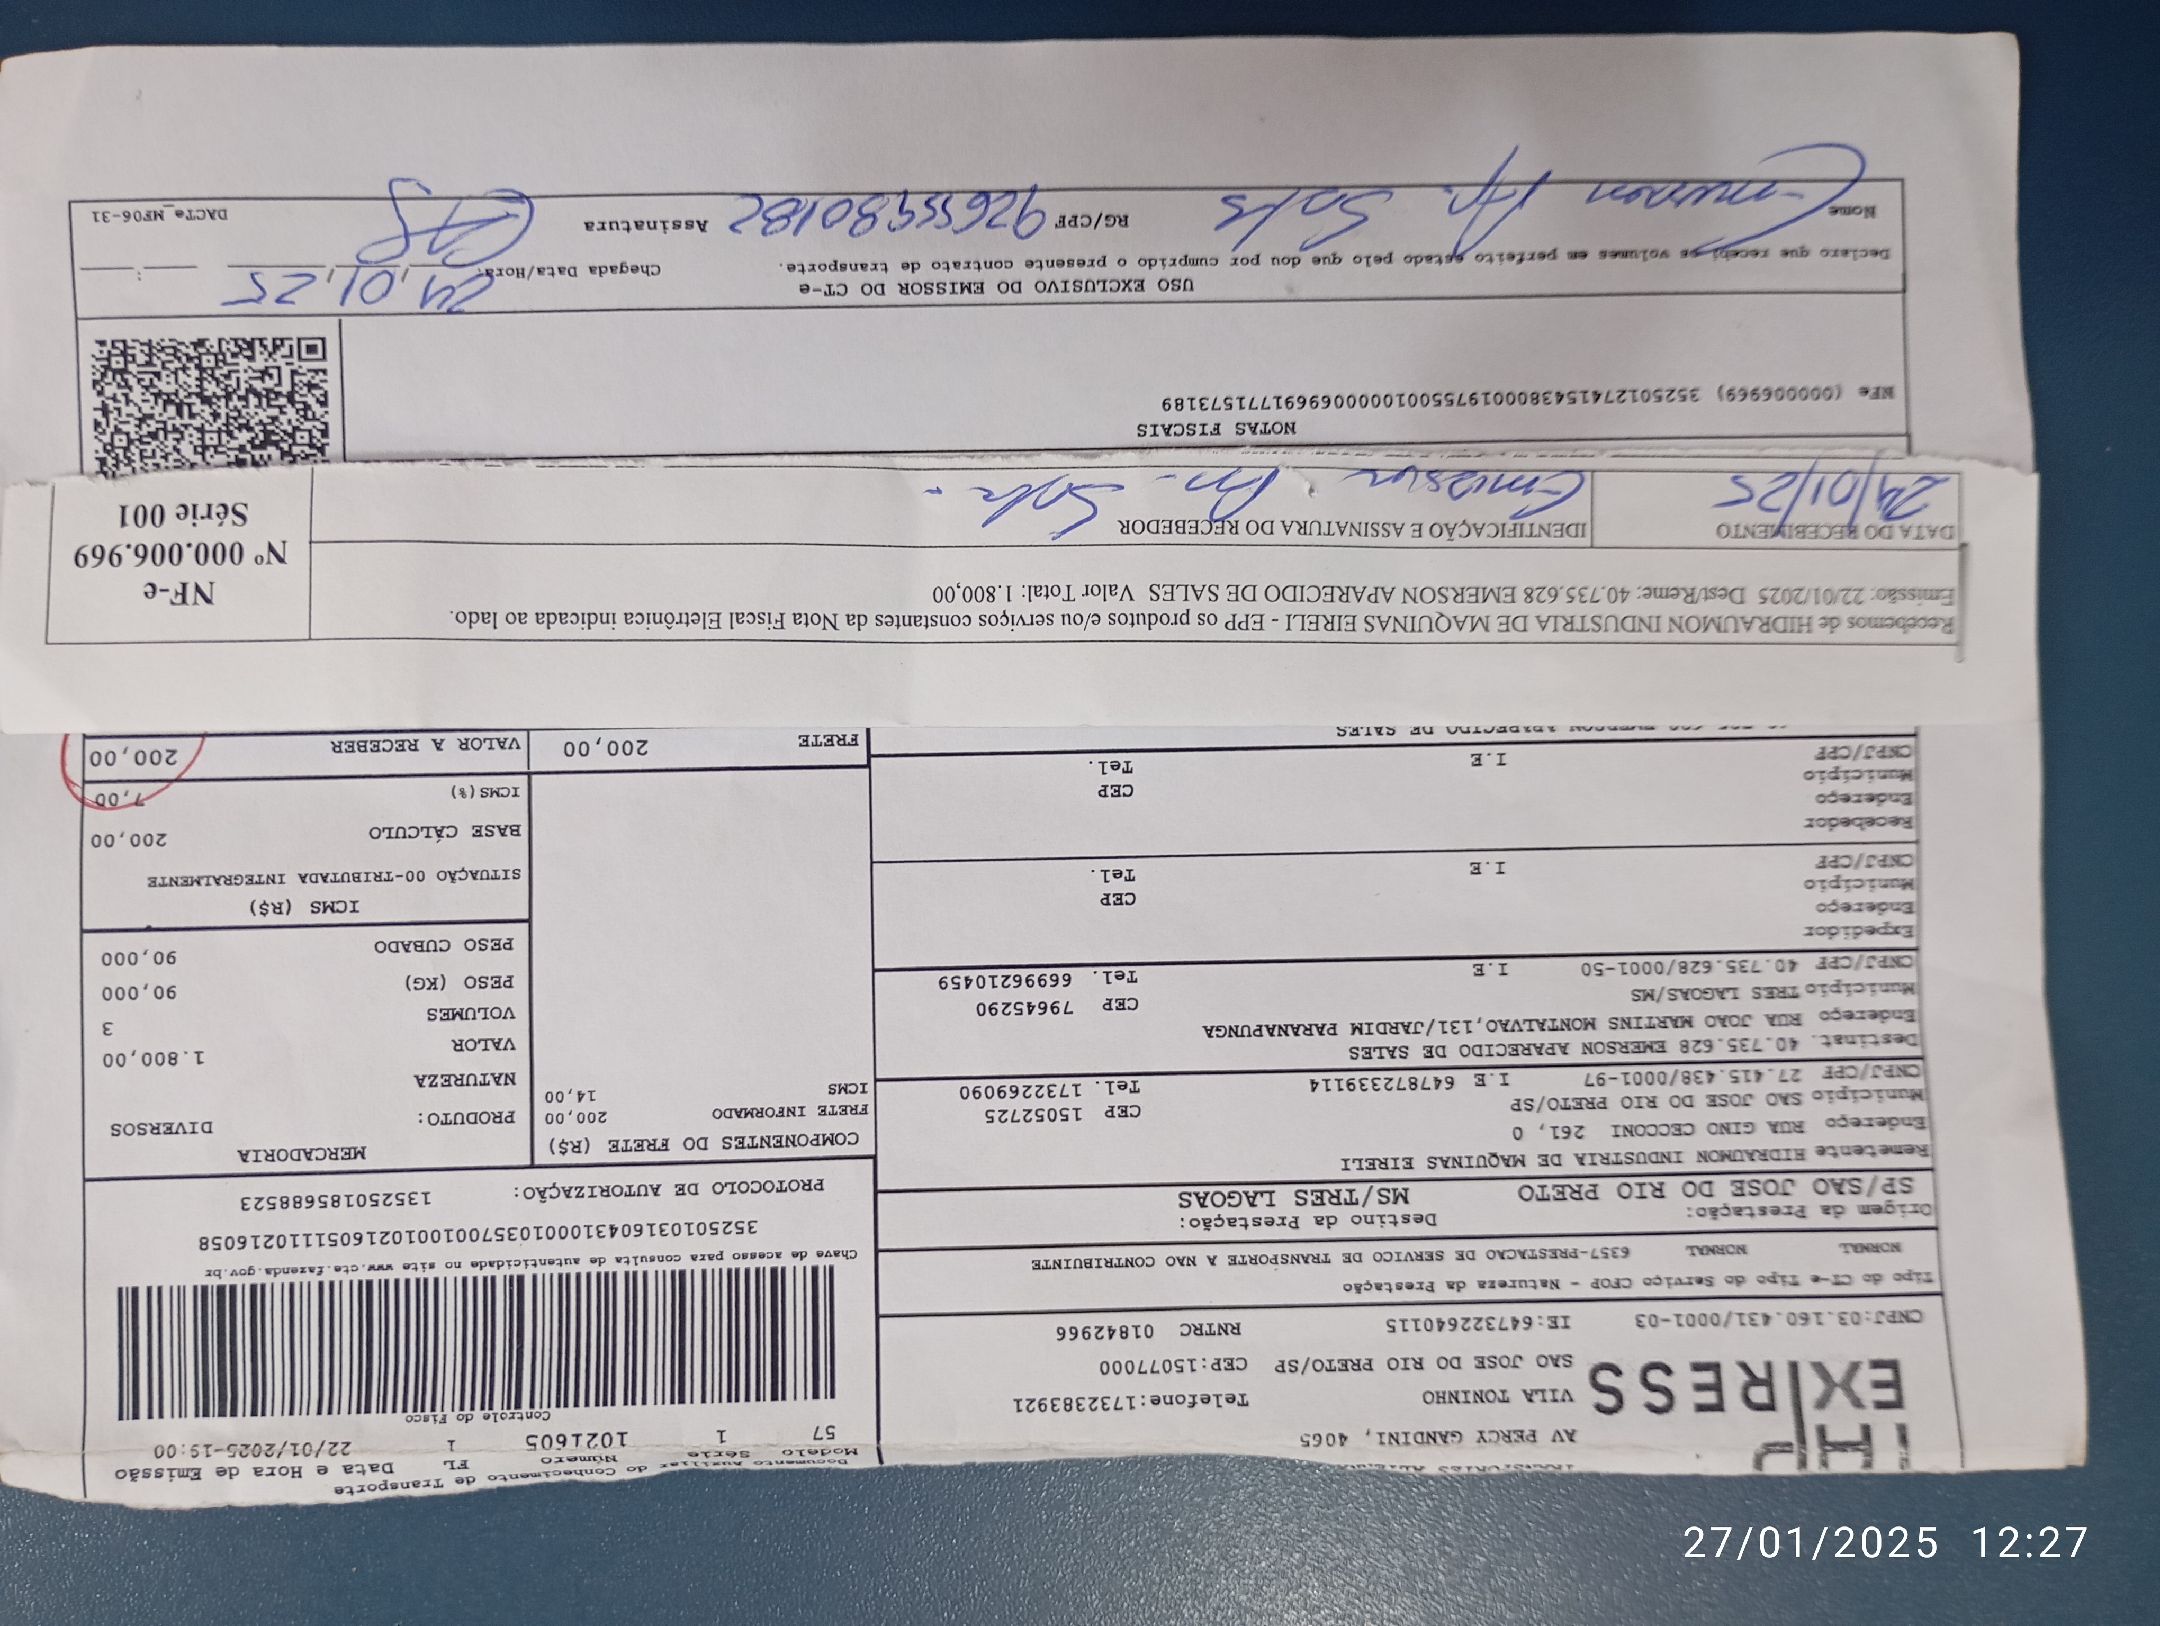 Documento Auxiliar do Conhecimento de Transporte
Modelo Série Número FL Data e Hora de Emissão
57 1 1021605 1 22/01/2025-19:00
Controle do Fisco
EXPRESS
AV PERCY GANDINI, 4065
VILA TONINHO Telefone:1732383921
SAO JOSE DO RIO PRETO/SP CEP:15077000
CNPJ:03.160.431/0001-03 IE:647322640115 RNTRC 01842966
Chave de acesso para consulta de autenticidade no site www.cte.fazenda.gov.br
35250103160431000103570010010216051110216058
PROTOCOLO DE AUTORIZAÇÃO: 135250185688523
Tipo do CT-e Tipo do Serviço CFOP - Natureza da Prestação
NORMAL NORMAL 6357-PRESTACAO DE SERVICO DE TRANSPORTE A NAO CONTRIBUINTE
Origem da Prestação: Destino da Prestação:
SP/SAO JOSE DO RIO PRETO MS/TRES LAGOAS
Remetente HIDRAUMON INDUSTRIA DE MAQUINAS EIRELI
Endereço RUA GINO CECCONI 261, 0
Município SAO JOSE DO RIO PRETO/SP CEP 15052725
CNPJ/CPF 27.415.438/0001-97 I.E 647872339114 Tel. 1732269090
Destinat. 40.735.628 EMERSON APARECIDO DE SALES
Endereço RUA JOAO MARTINS MONTALVAO,131/JARDIM PARANAPUNGA
Município TRES LAGOAS/MS CEP 79645290
CNPJ/CPF 40.735.628/0001-50 I.E Tel. 66996210459
Expedidor
Endereço
Município CEP
CNPJ/CPF I.E Tel.
Recebedor
Endereço
Município CEP
CNPJ/CPF I.E Tel.
EMERSON APARECIDO DE SALES
COMPONENTES DO FRETE (R$)
FRETE INFORMADO 200,00
ICMS 14,00
FRETE 200,00
MERCADORIA
PRODUTO: DIVERSOS
NATUREZA
VALOR 1.800,00
VOLUMES 3
PESO (KG) 90,000
PESO CUBADO 90,000
ICMS (R$)
SITUAÇÃO 00-TRIBUTADA INTEGRALMENTE
BASE CÁLCULO 200,00
ICMS(%) 7,00
VALOR A RECEBER 200,00
Recebemos de HIDRAUMON INDUSTRIA DE MAQUINAS EIRELI - EPP os produtos e/ou serviços constantes da Nota Fiscal Eletrônica indicada ao lado.
Emissão: 22/01/2025 Dest/Reme: 40.735.628 EMERSON APARECIDO DE SALES Valor Total: 1.800,00
DATA DO RECEBIMENTO IDENTIFICAÇÃO E ASSINATURA DO RECEBEDOR
24/01/25 Emerson Ap. Sales
NF-e
Nº 000.006.969
Série 001
NOTAS FISCAIS
NFe (000006969) 35250127415438000197550010000069691771573189
USO EXCLUSIVO DO EMISSOR DO CT-e
Declaro que recebi os volumes em perfeito estado pelo que dou por cumprido o presente contrato de transporte.
Chegada Data/Hora: 24/01/25
Nome Emerson Ap. Sales RG/CPF 92655980182 Assinatura
DACTe_MF06-31
27/01/2025 12:27